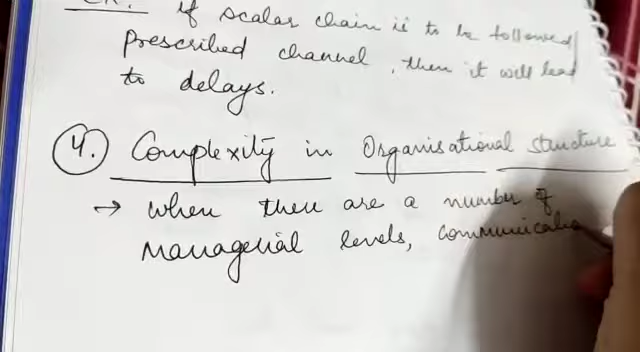 If scalar chain is to be followed
prescribed channel, then it will lead
to delays.
4. Complexity in Organisational structure
→ When there are a number of
managerial levels, communicatio